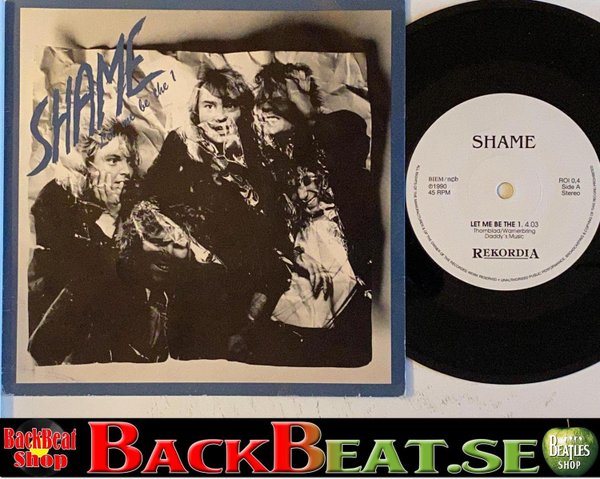 SHAME
me be the 1
SHAME
BIEM/ncb
℗1990
45 RPM
ROI 0,4
Side A
Stereo
LET ME BE THE 1. 4:03
Thornblad/Warnerbring
Daddy´s Music
REKORDIA
BackBeat
Shop
BACKBEAT.SE
BEATLES
SHOP